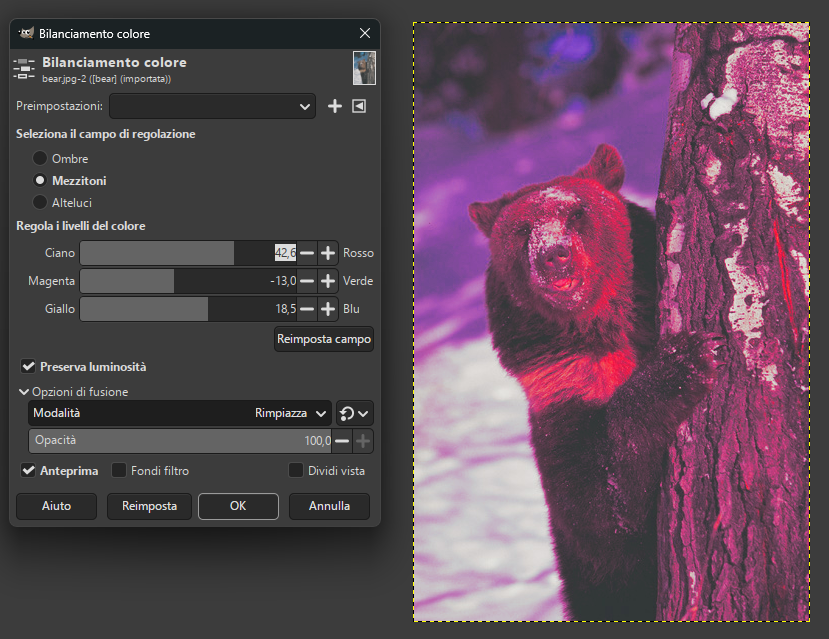 Bilanciamento colore
Bilanciamento colore
bear.jpg-2 ([bear] (importata))
Preimpostazioni:
Seleziona il campo di regolazione
Ombre
Mezzitoni
Alteluci
Regola i livelli del colore
Ciano 42,6 Rosso
Magenta -13,0 Verde
Giallo 18,5 Blu
Reimposta campo
Preserva luminosità
Opzioni di fusione
Modalità Rimpiazza
Opacità 100,0
Anteprima Fondi filtro Dividi vista
Aiuto Reimposta OK Annulla